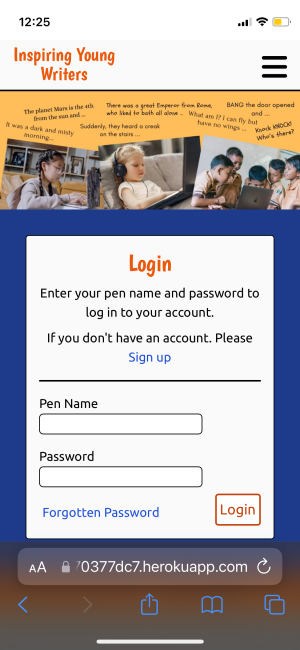 12:25
Inspiring Young
Writers
The planet Mars is the 4th
from the sun and ...
There was a great Emperor from Rome,
who liked to bath all alone ...
BANG the door opened
and ...
It was a dark and misty
morning...
Suddenly, they heard a creak
on the stairs ...
What am I? I can fly but
have no wings ...
Knock KNOCK!
Who's there?
Login
Enter your pen name and password to
log in to your account.
If you don't have an account. Please
Sign up
Pen Name
Password
Forgotten Password
Login
AA
70377dc7.herokuapp.com